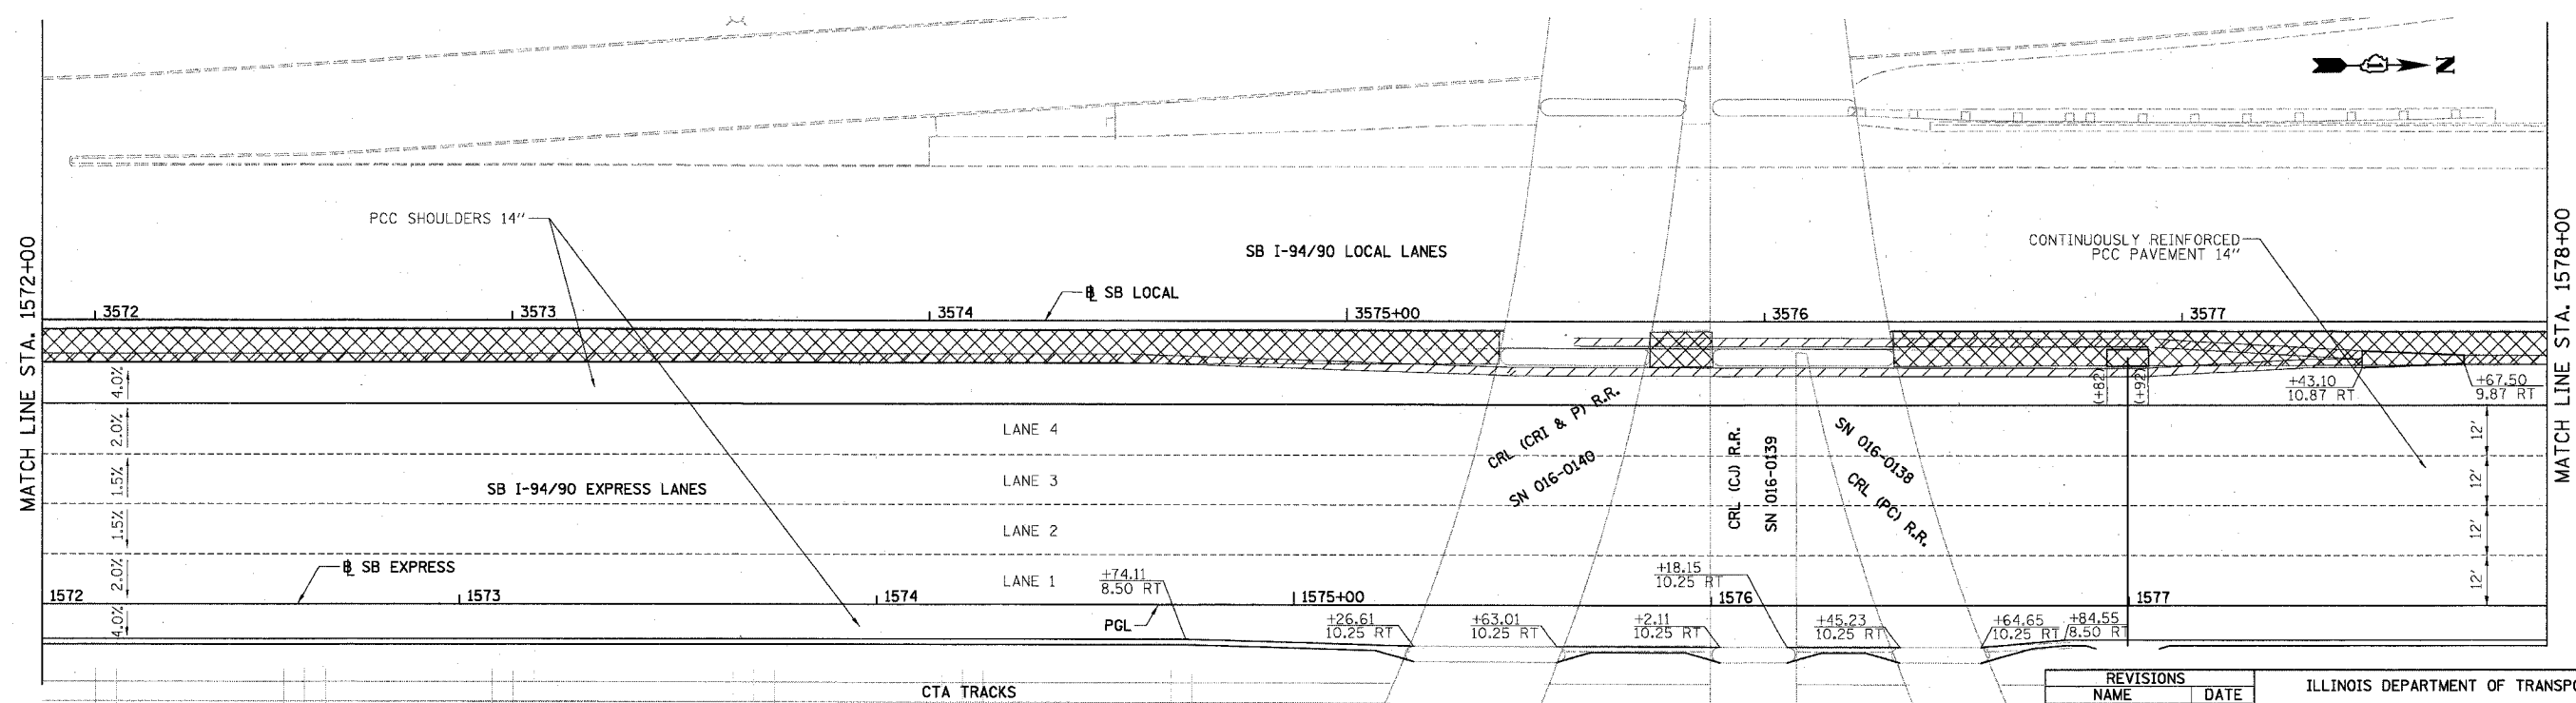 N
PCC SHOULDERS 14"
SB I-94/90 LOCAL LANES
CONTINUOUSLY REINFORCED
PCC PAVEMENT 14"
MATCH LINE STA. 1572+00
MATCH LINE STA. 1578+00
B SB LOCAL
3572
3573
3574
3575+00
3576
3577
4.0%
2.0%
1.5%
1.5%
2.0%
4.0%
(+82)
(+92)
+43.10
10.87 RT
+67.50
9.87 RT
LANE 4
LANE 3
SB I-94/90 EXPRESS LANES
LANE 2
LANE 1
CRL (CRI & P) R.R.
SN 016-0140
CRL (CJ) R.R.
SN 016-0139
SN 016-0138
CRL (PC) R.R.
12'
12'
12'
12'
B SB EXPRESS
1572
1573
1574
1575+00
1576
1577
+74.11
8.50 RT
PGL
+18.15
10.25 RT
+26.61
10.25 RT
+63.01
10.25 RT
+2.11
10.25 RT
+45.23
10.25 RT
+64.65
10.25 RT
+84.55
8.50 RT
CTA TRACKS
REVISIONS
NAME DATE
ILLINOIS DEPARTMENT OF TRANSPO